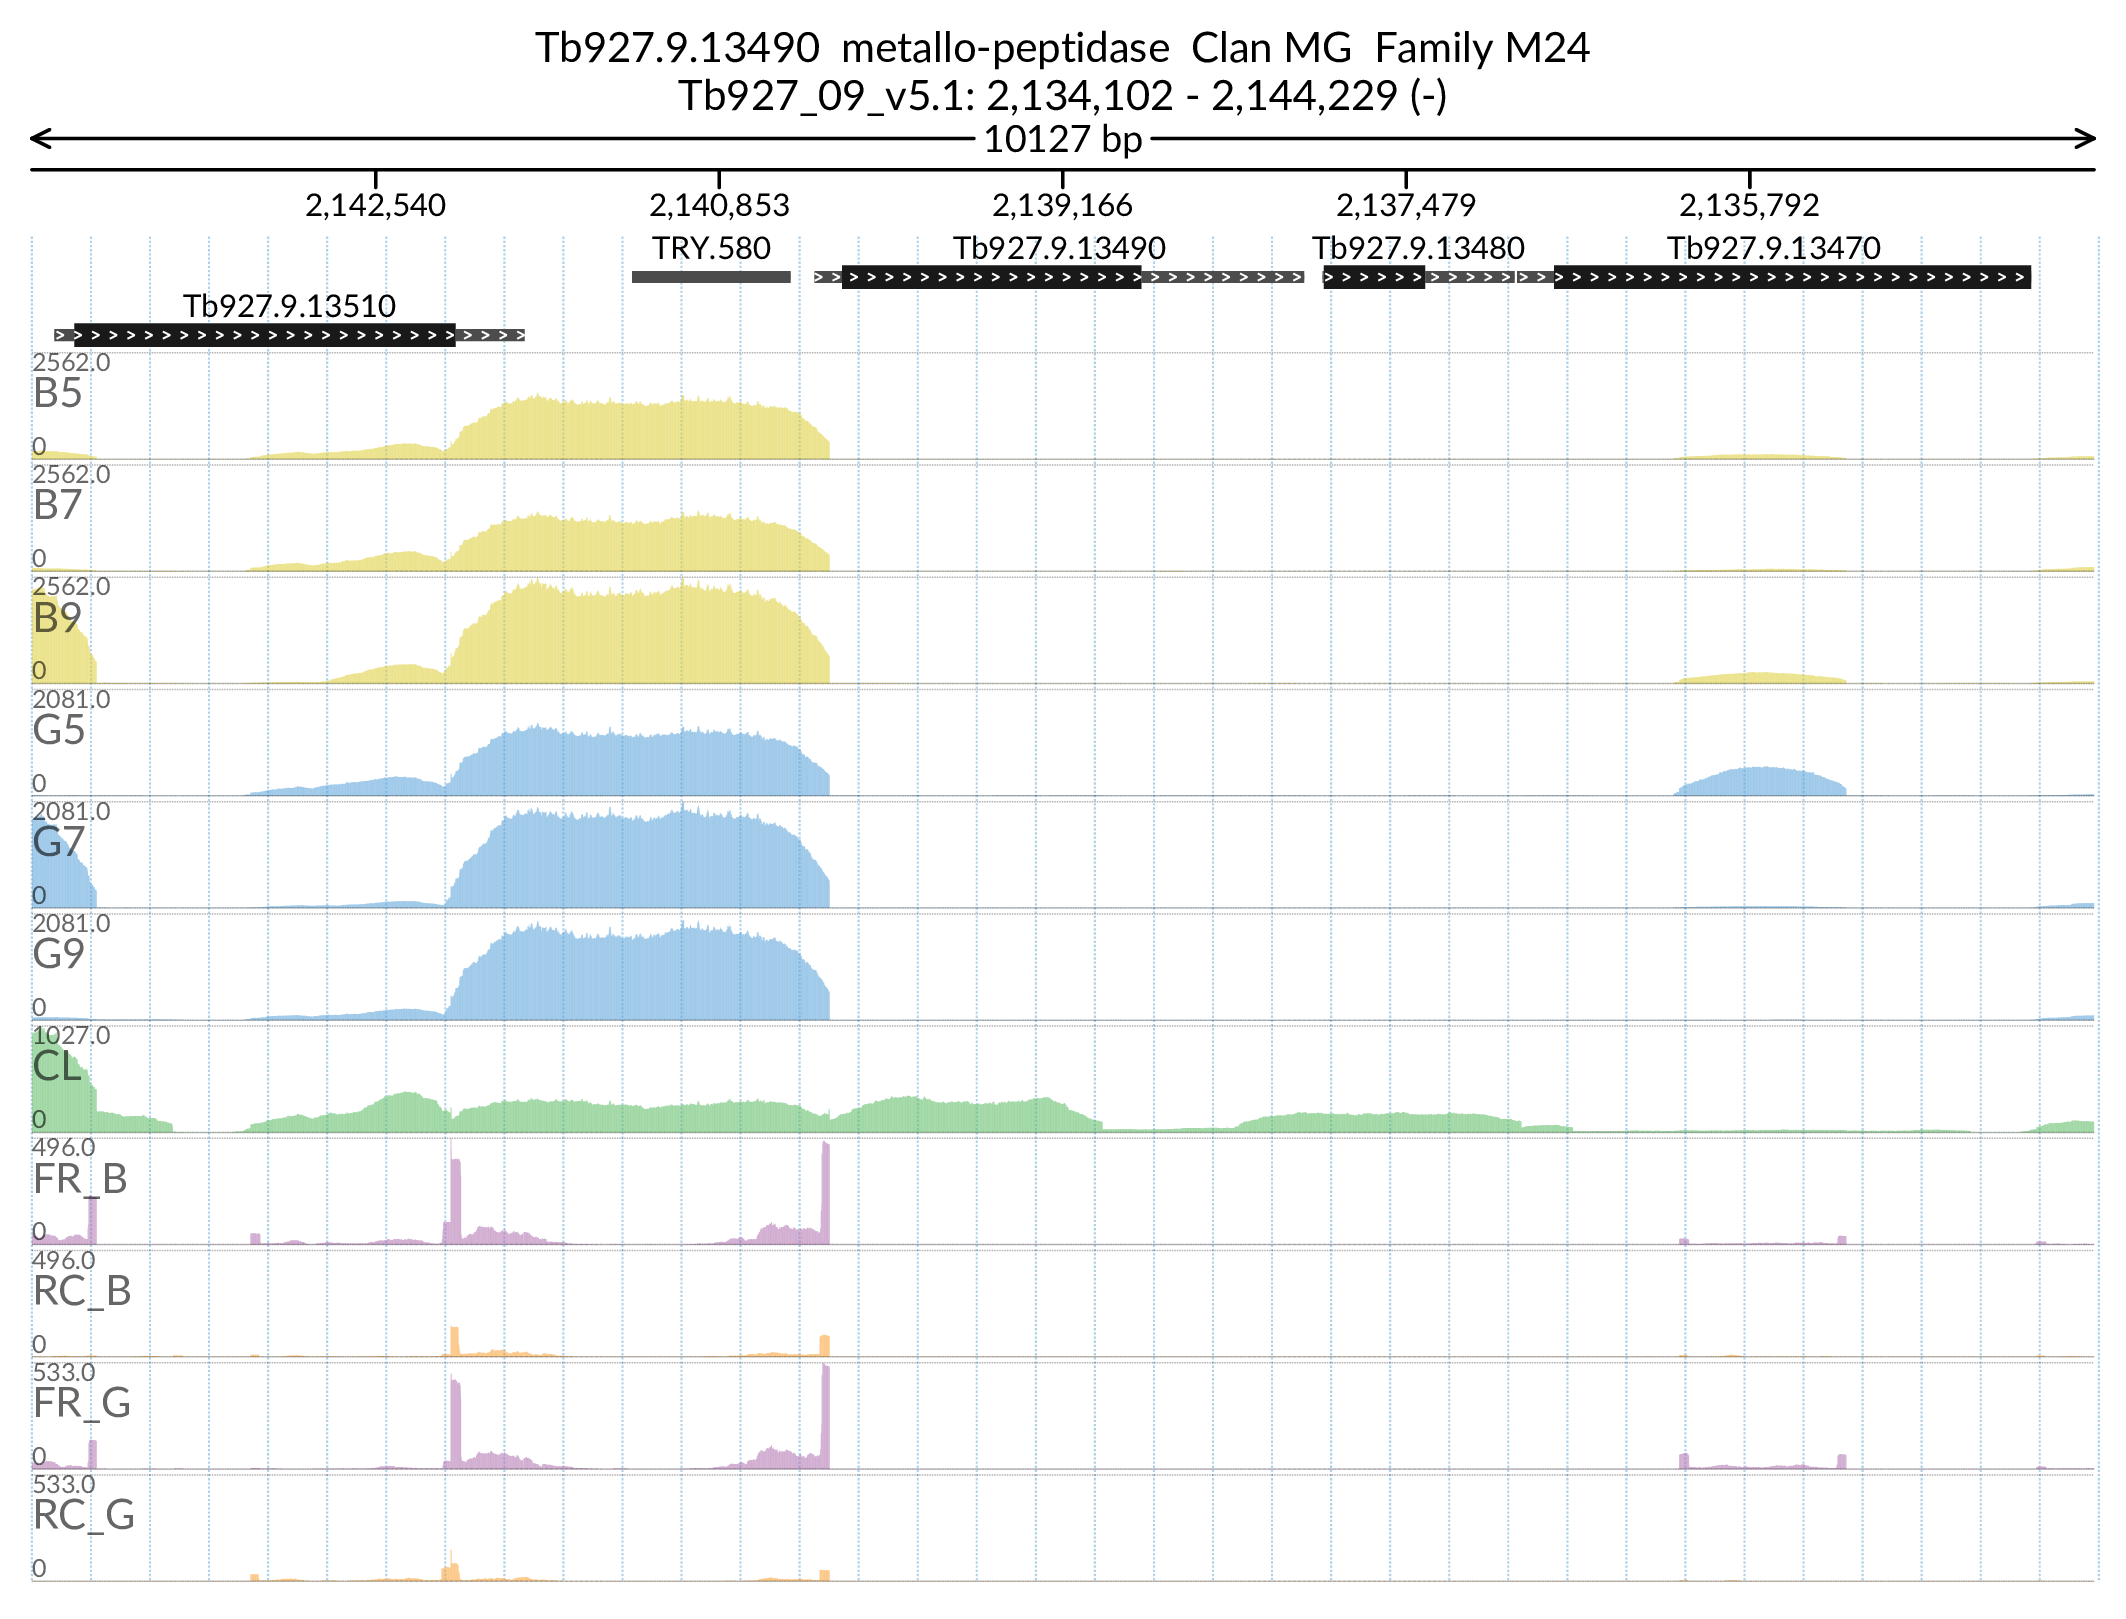 Tb927.9.13490 metallo-peptidase Clan MG Family M24
Tb927_09_v5.1: 2,134,102 - 2,144,229 (-)
10127 bp
2,142,540 2,140,853 2,139,166 2,137,479 2,135,792
TRY.580 Tb927.9.13490 Tb927.9.13480 Tb927.9.13470
Tb927.9.13510
2562.0
B5
0
2562.0
B7
0
2562.0
B9
0
2081.0
G5
0
2081.0
G7
0
2081.0
G9
0
1027.0
CL
0
496.0
FR_B
0
496.0
RC_B
0
533.0
FR_G
0
533.0
RC_G
0